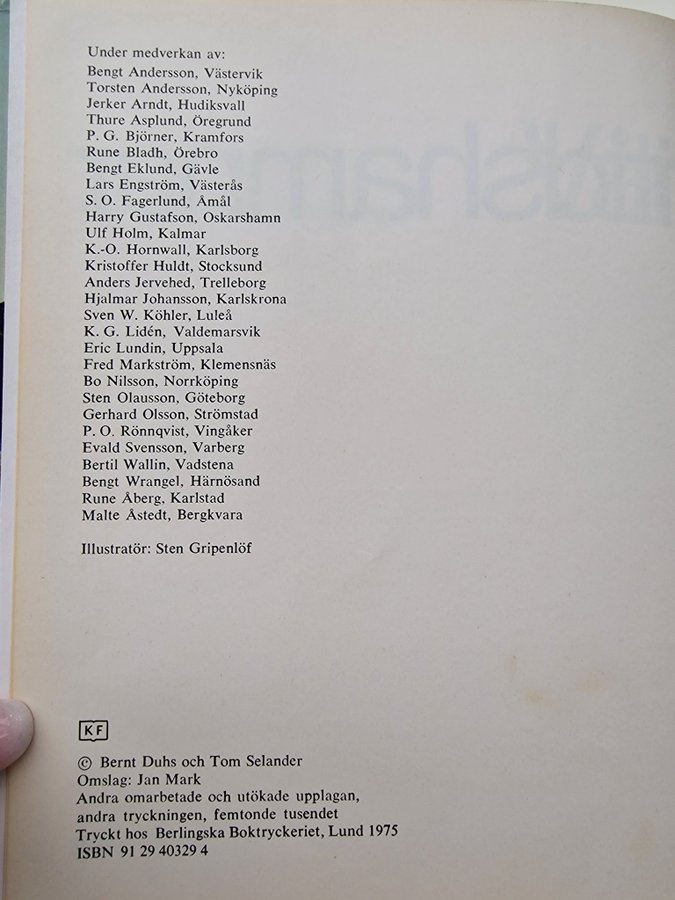 Under medverkan av:
Bengt Andersson, Västervik
Torsten Andersson, Nyköping
Jerker Arndt, Hudiksvall
Thure Asplund, Öregrund
P. G. Björner, Kramfors
Rune Bladh, Örebro
Bengt Eklund, Gävle
Lars Engström, Västerås
S. O. Fagerlund, Åmål
Harry Gustafson, Oskarshamn
Ulf Holm, Kalmar
K.-O. Hornwall, Karlsborg
Kristoffer Huldt, Stocksund
Anders Jervehed, Trelleborg
Hjalmar Johansson, Karlskrona
Sven W. Köhler, Luleå
K. G. Lidén, Valdemarsvik
Eric Lundin, Uppsala
Fred Markström, Klemensnäs
Bo Nilsson, Norrköping
Sten Olausson, Göteborg
Gerhard Olsson, Strömstad
P. O. Rönnqvist, Vingåker
Evald Svensson, Varberg
Bertil Wallin, Vadstena
Bengt Wrangel, Härnösand
Rune Åberg, Karlstad
Malte Åstedt, Bergkvara
Illustratör: Sten Gripenlöf
KF
© Bernt Duhs och Tom Selander
Omslag: Jan Mark
Andra omarbetade och utökade upplagan,
andra tryckningen, femtonde tusendet
Tryckt hos Berlingska Boktryckeriet, Lund 1975
ISBN 91 29 40329 4